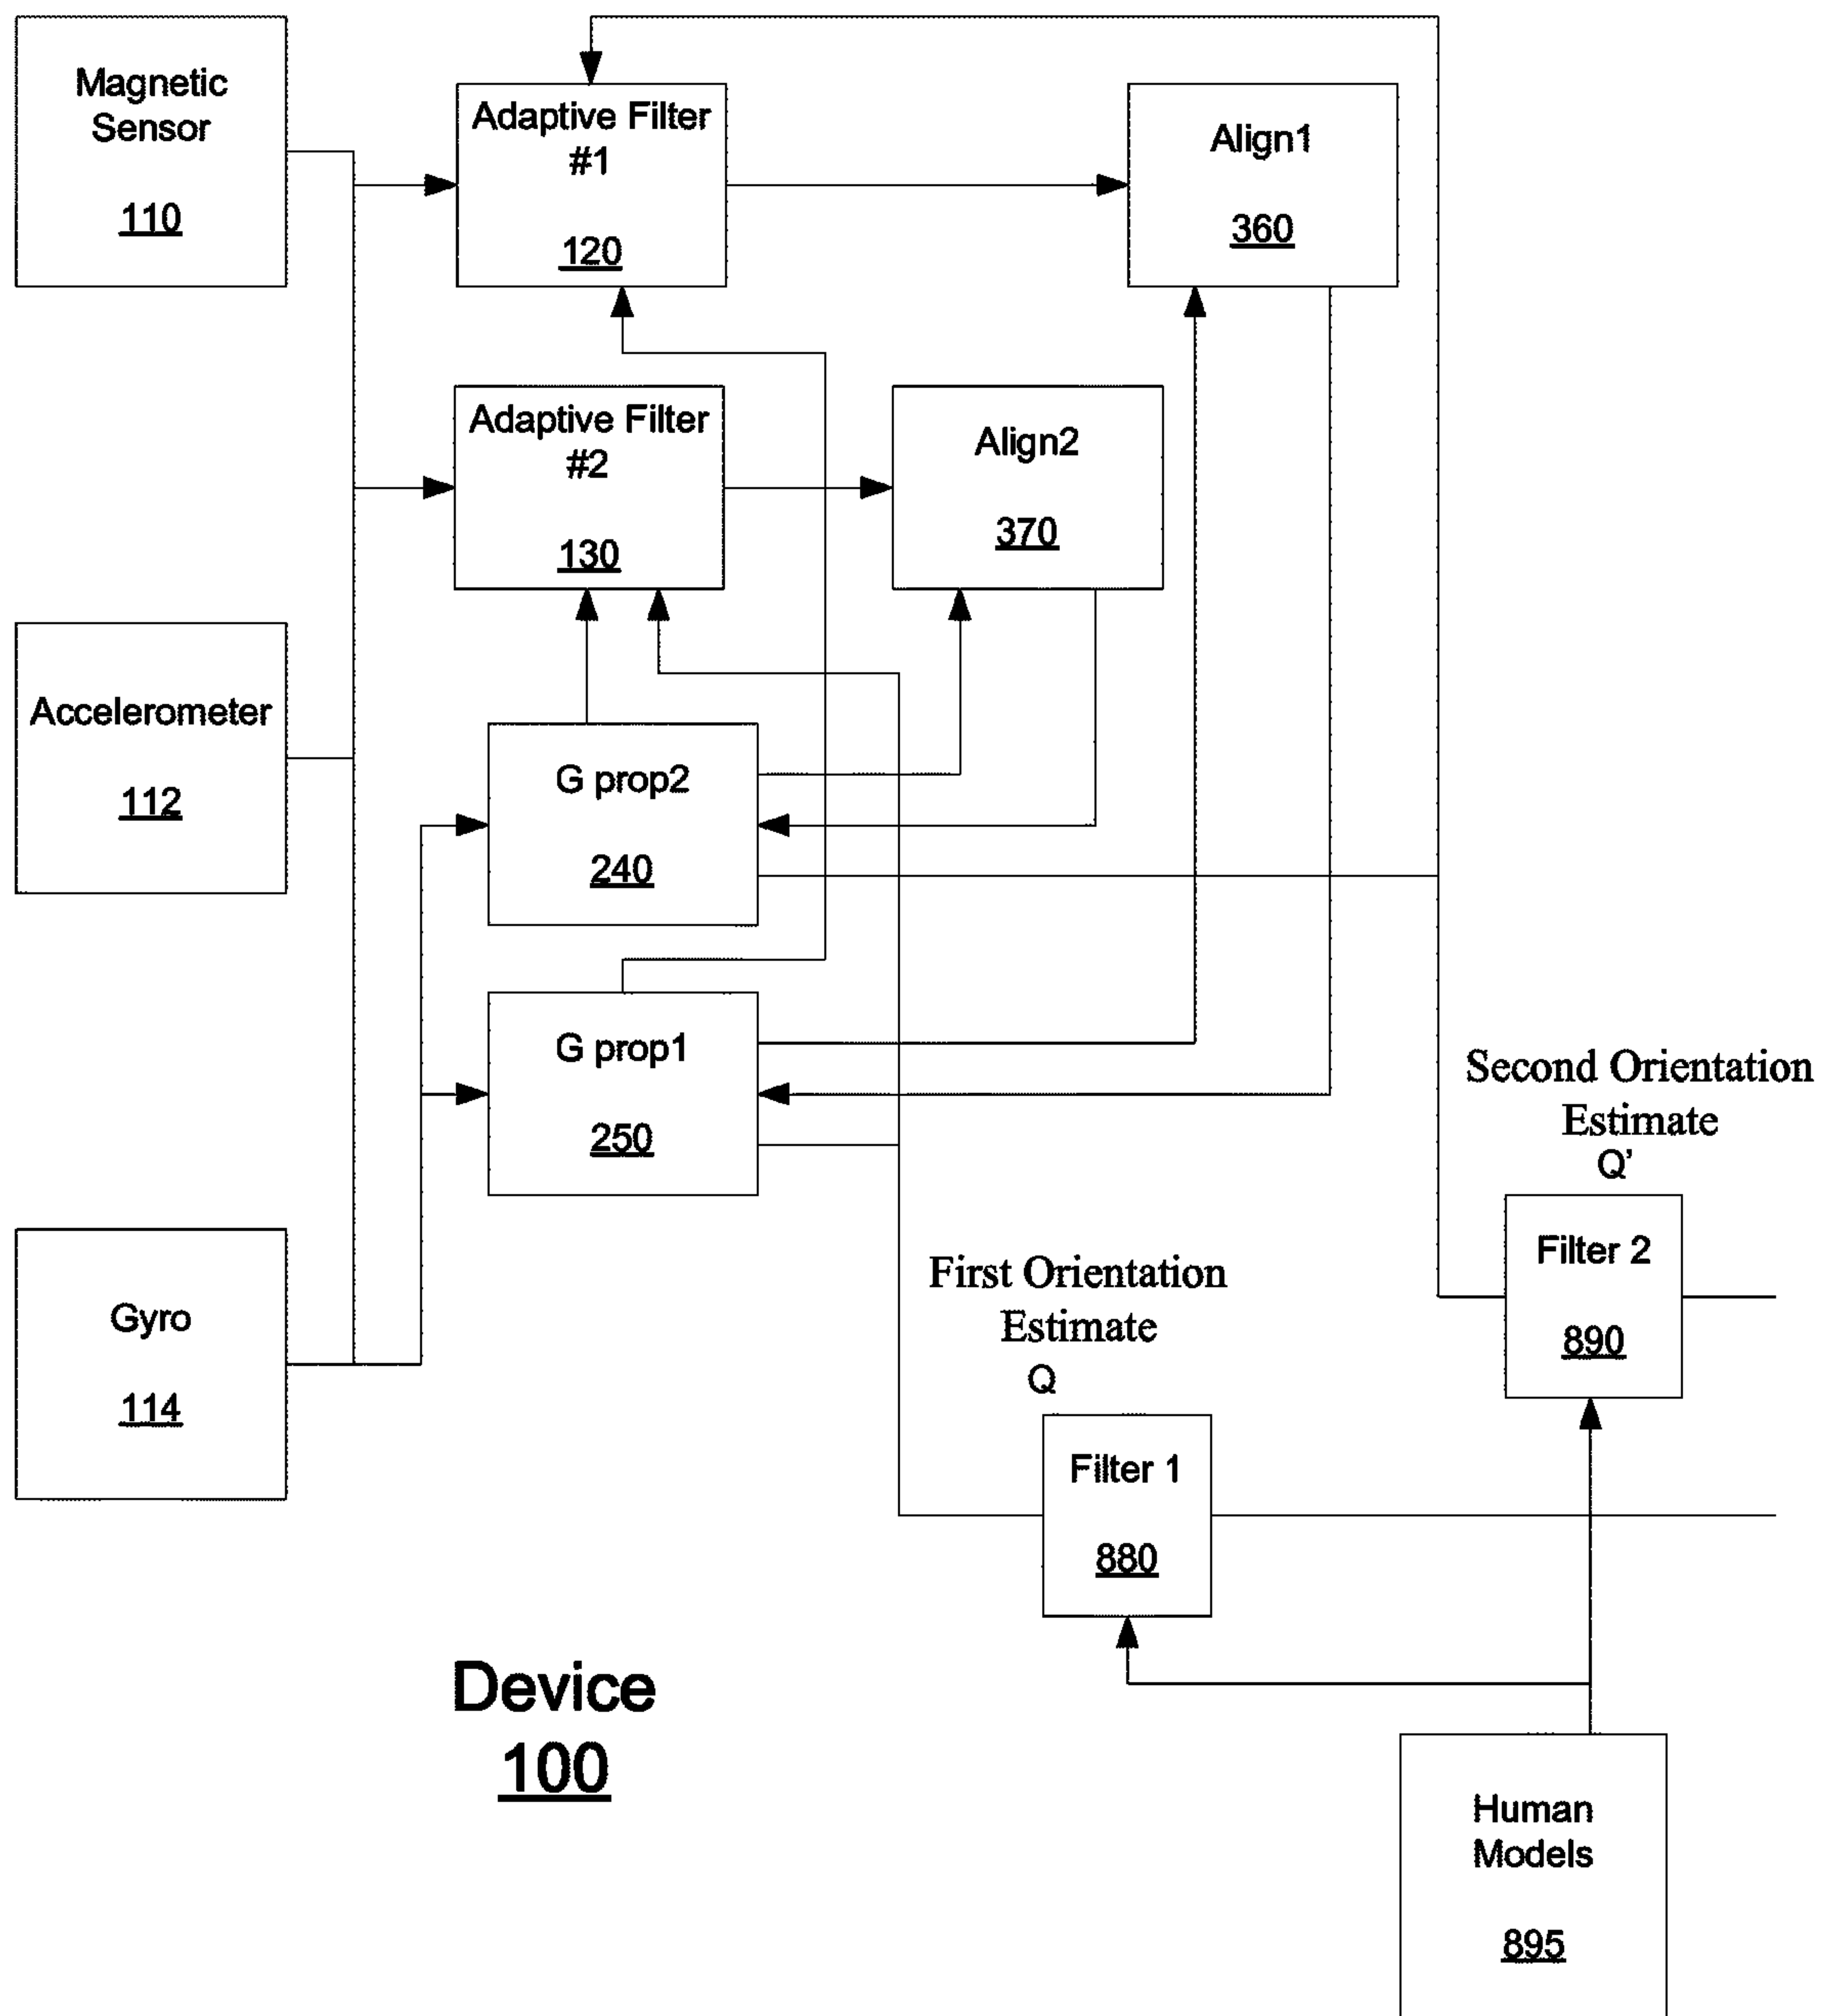 Magnetic
Sensor
110
Adaptive Filter
#1
120
Align1
360
Adaptive Filter
#2
130
Align2
370
Accelerometer
112
G prop2
240
G prop1
250
Gyro
114
Second Orientation
Estimate
Q’
Filter 2
890
First Orientation
Estimate
Q
Filter 1
880
Device
100
Human
Models
895